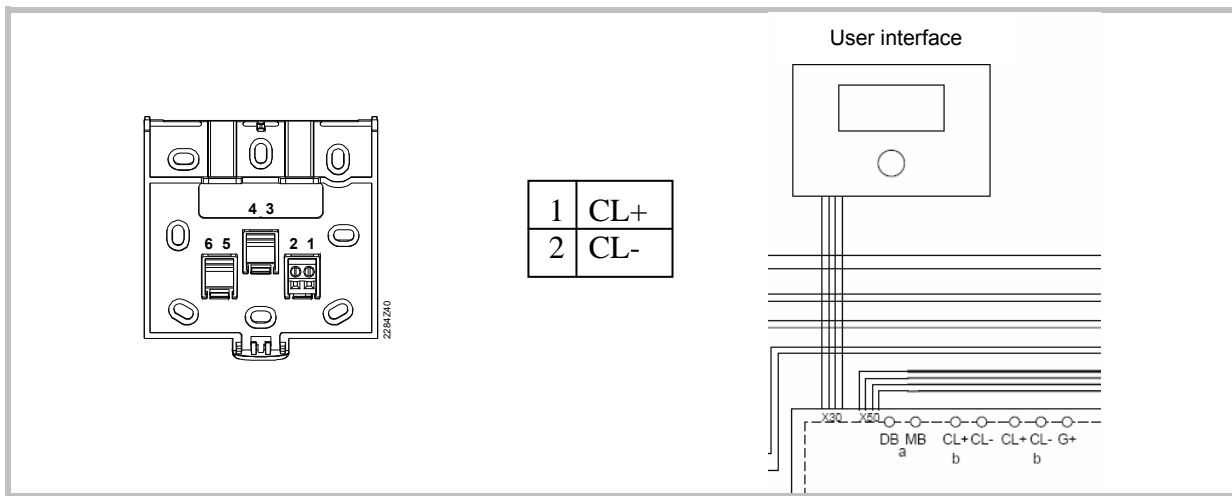 User interface
4 3
6 5
2 1
2284Z40
1 CL+
2 CL-
X30 X50
DB MB CL+ CL- CL+ CL- G+
a b b